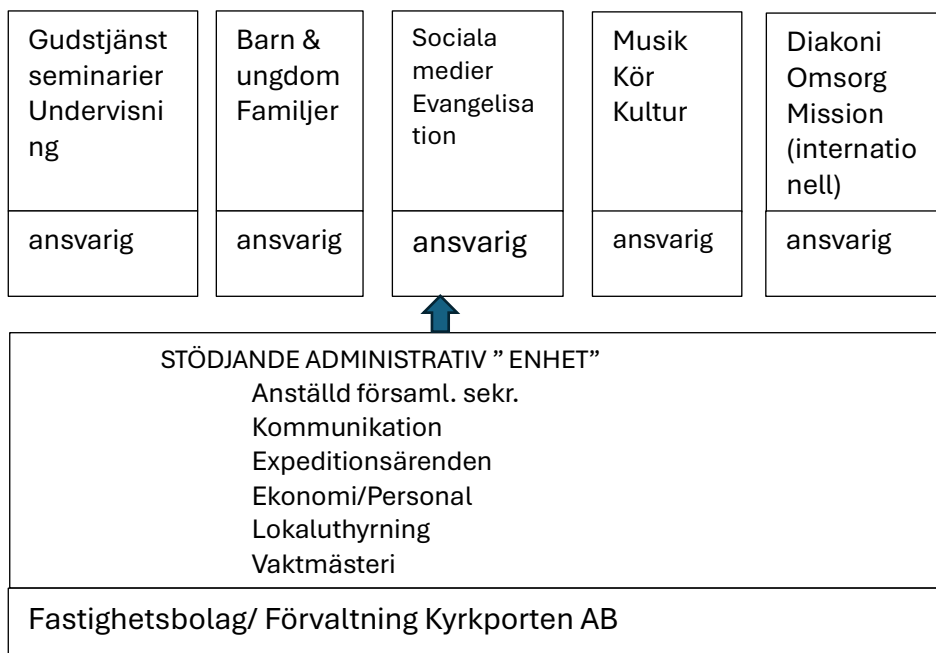 Gudstjänst
seminarier
Undervisni
ng
ansvarig
Barn &
ungdom
Familjer
ansvarig
Sociala
medier
Evangelisa
tion
ansvarig
Musik
Kör
Kultur
ansvarig
Diakoni
Omsorg
Mission
(internatio
nell)
ansvarig
STÖDJANDE ADMINISTRATIV ” ENHET”
Anställd församl. sekr.
Kommunikation
Expeditionsärenden
Ekonomi/Personal
Lokaluthyrning
Vaktmästeri
Fastighetsbolag/ Förvaltning Kyrkporten AB